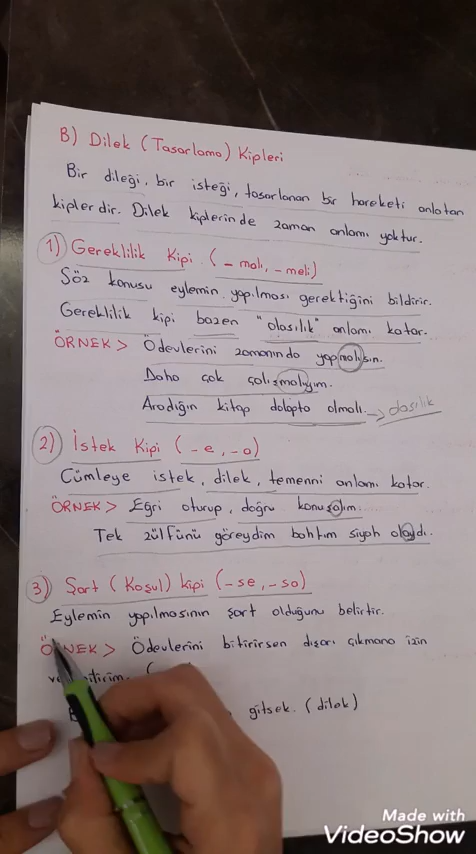 B) Dilek (Tasarlama) Kipleri
Bir dileği, bir isteği, tasarlanan bir hareketi anlatan
kiplerdir. Dilek kiplerinde zaman anlamı yoktur.
1) Gereklilik Kipi (-malı, -meli)
Söz konusu eylemin yapılması gerektiğini bildirir.
Gereklilik kipi bazen "olasılık" anlamı katar.
ÖRNEK > Ödevlerini zamanında yapmalısın.
Daha çok çalışmalıyım.
Aradığın kitap dolapta olmalı. → olasılık
2) İstek Kipi (-e, -a)
Cümleye istek, dilek, temenni anlamı katar.
ÖRNEK > Eğri oturup, doğru konuşalım.
Tek zülfünü göreydim bahtım siyah olaydı.
3) Şart (Koşul) kipi (-se, -sa)
Eylemin yapılmasının şart olduğunu belirtir.
ÖRNEK > Ödevlerini bitirirsen dışarı çıkmana izin
gitsek. (dilek)
Made with
VideoShow